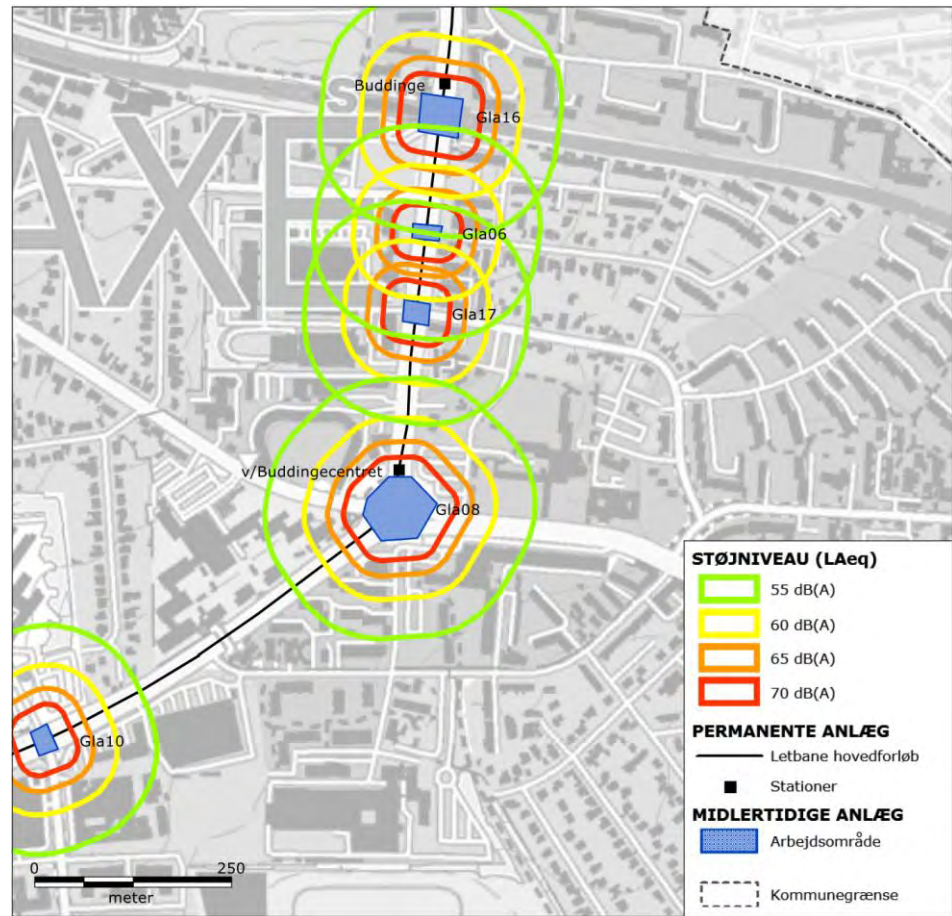 Buddinge
S
Gla16
AXE
Gla06
Gla17
v/Buddingecentret
Gla08
Gla10
0 250
meter
STØJNIVEAU (LAeq)
55 dB(A)
60 dB(A)
65 dB(A)
70 dB(A)
PERMANENTE ANLÆG
Letbane hovedforløb
Stationer
MIDLERTIDIGE ANLÆG
Arbejdsområde
Kommunegrænse